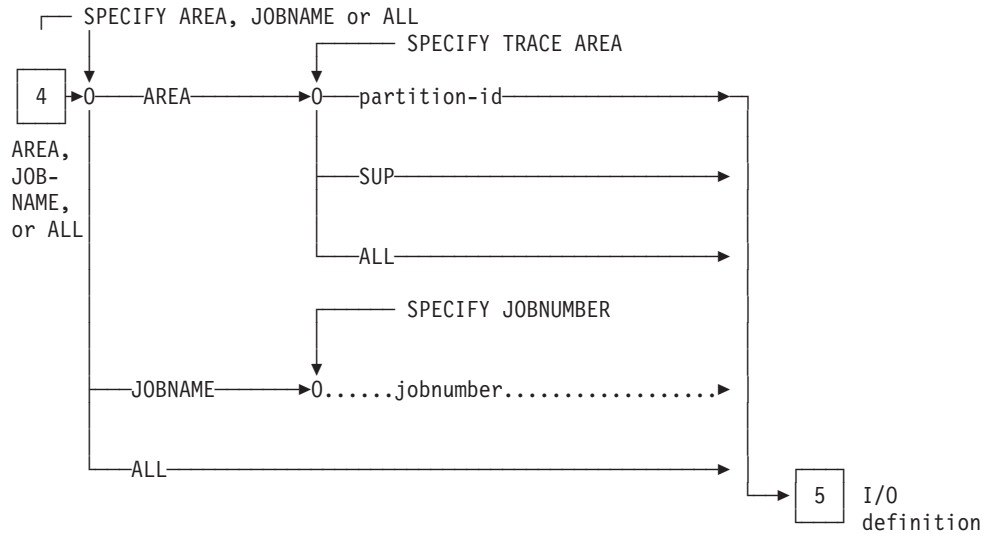 SPECIFY AREA, JOBNAME or ALL
SPECIFY TRACE AREA
4 O AREA O partition-id
AREA,
JOB-
NAME,
or ALL
SUP
ALL
SPECIFY JOBNUMBER
JOBNAME O......jobnumber..................
ALL
5 I/O
definition